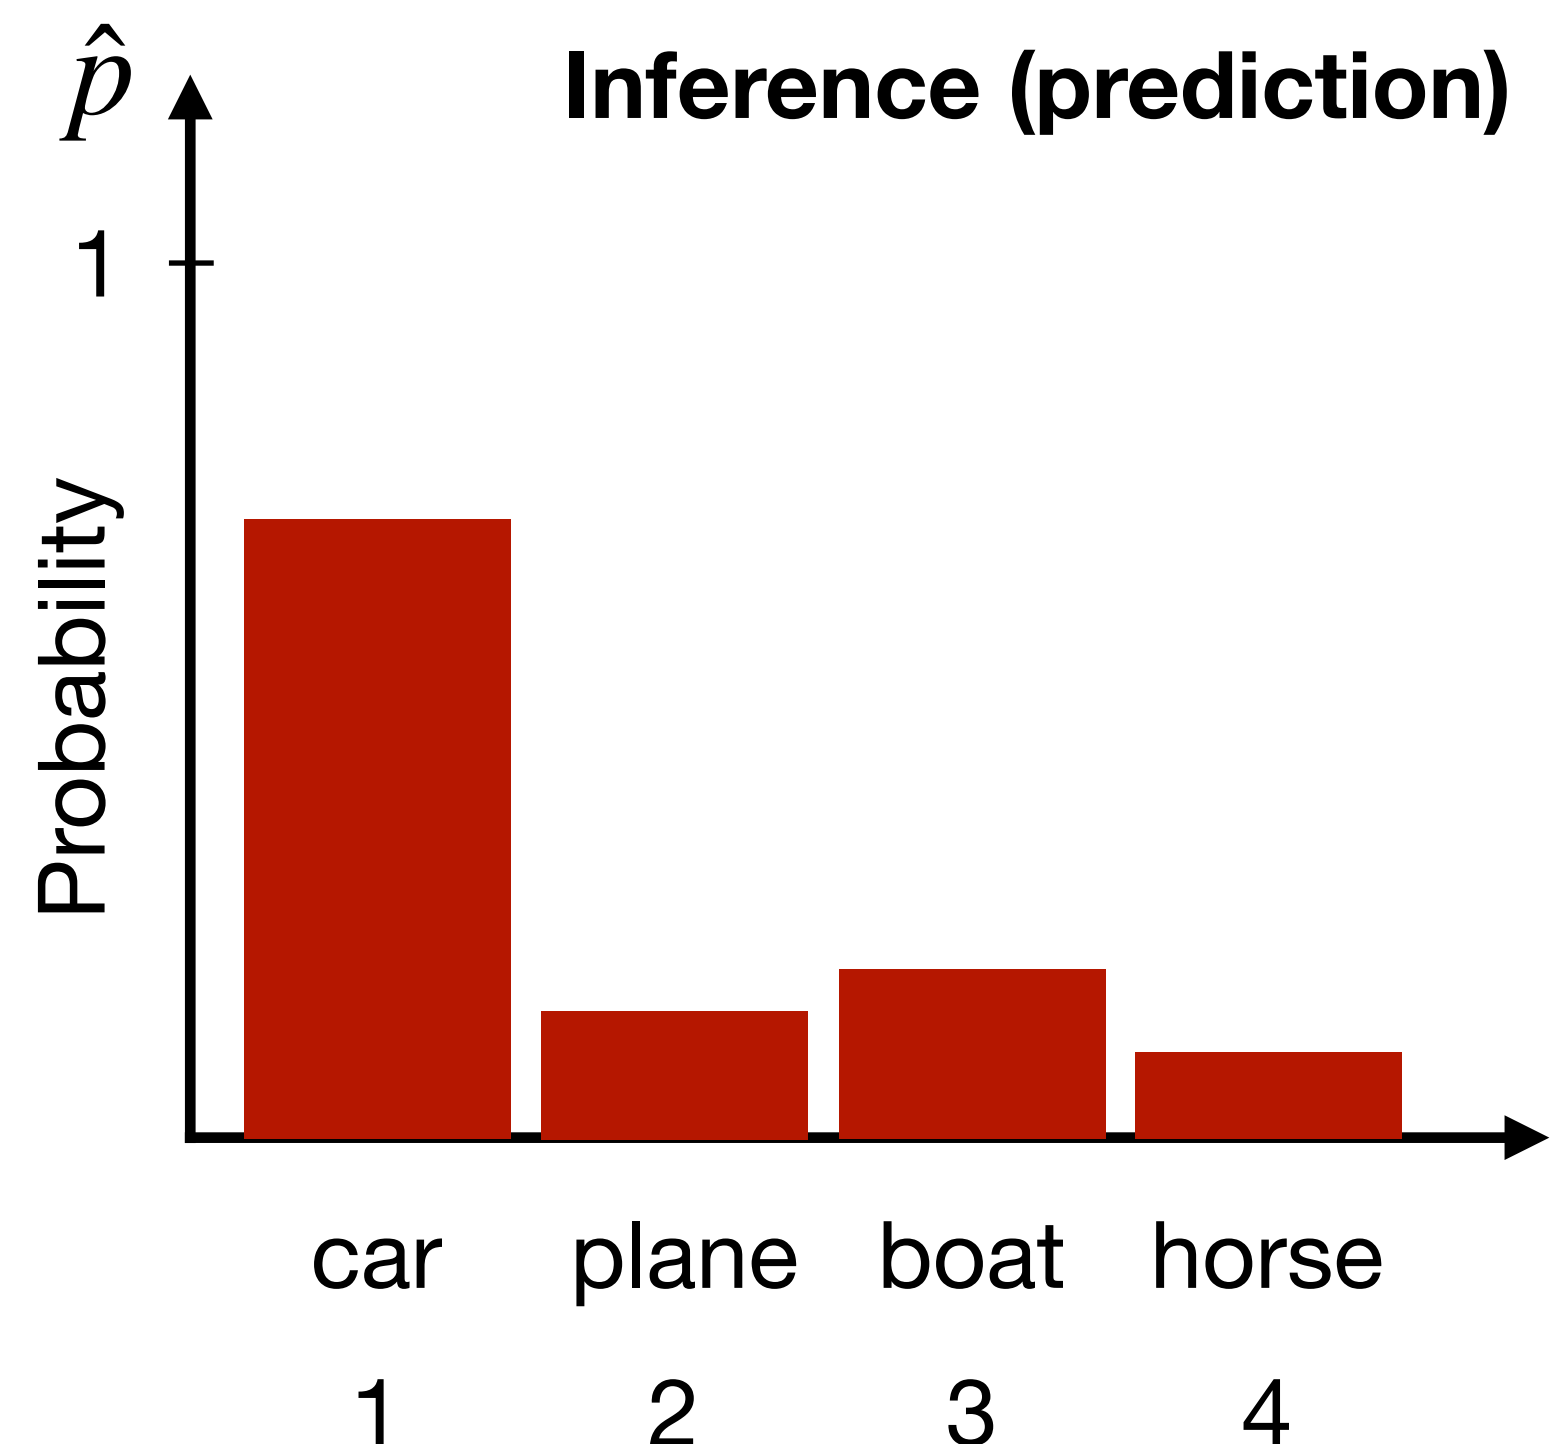 p̂
Inference (prediction)
1
Probability
car plane boat horse
1 2 3 4